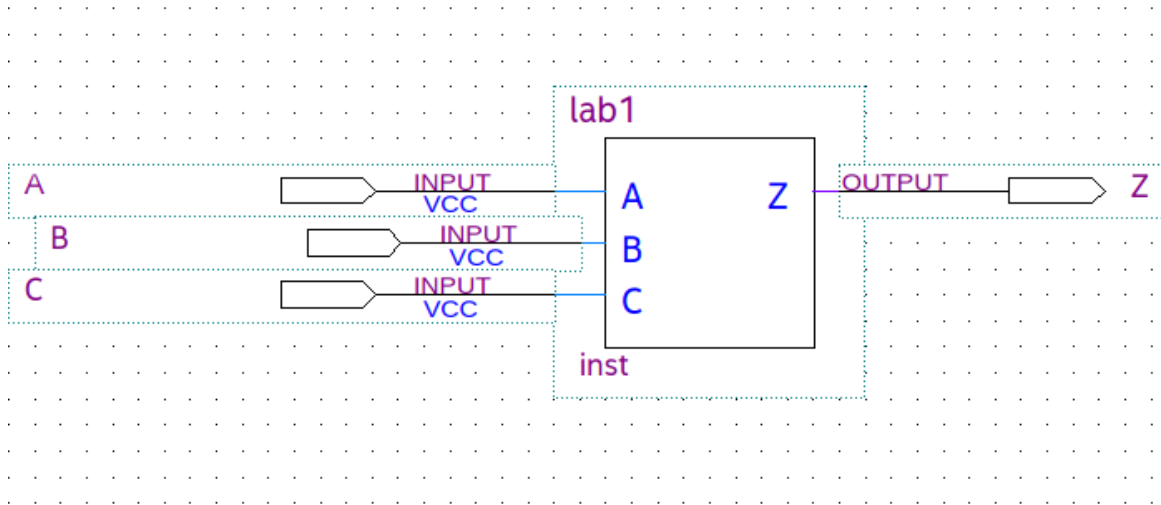 lab1
A INPUT VCC A Z OUTPUT Z
B INPUT VCC B
C INPUT VCC C
inst